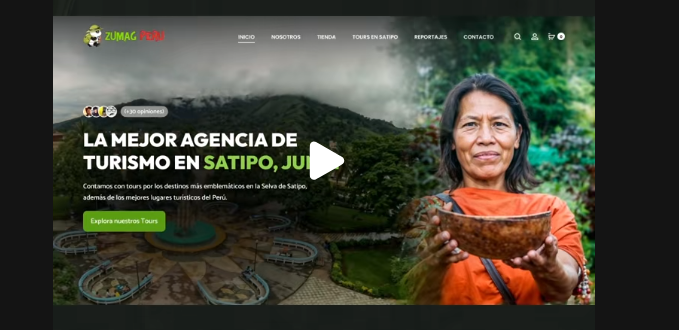 ZUMAG PERÚ
INICIO NOSOTROS TIENDA TOURS EN SATIPO REPORTAJES CONTACTO 0
(+30 opiniones)
LA MEJOR AGENCIA DE
TURISMO EN SATIPO, JU
Contamos con tours por los destinos más emblemáticos en la Selva de Satipo,
además de los mejores lugares turísticos del Perú.
Explora nuestros Tours